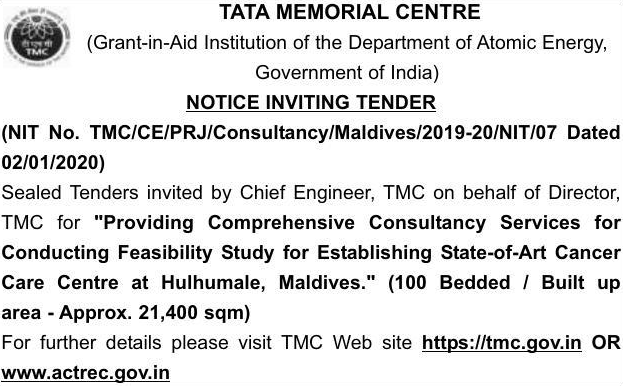 TATA MEMORIAL CENTRE
(Grant-in-Aid Institution of the Department of Atomic Energy,
Government of India)
NOTICE INVITING TENDER
(NIT No. TMC/CE/PRJ/Consultancy/Maldives/2019-20/NIT/07 Dated
02/01/2020)
Sealed Tenders invited by Chief Engineer, TMC on behalf of Director,
TMC for "Providing Comprehensive Consultancy Services for
Conducting Feasibility Study for Establishing State-of-Art Cancer
Care Centre at Hulhumale, Maldives." (100 Bedded / Built up
area - Approx. 21,400 sqm)
For further details please visit TMC Web site https://tmc.gov.in OR
www.actrec.gov.in
टी एम सी
TMC